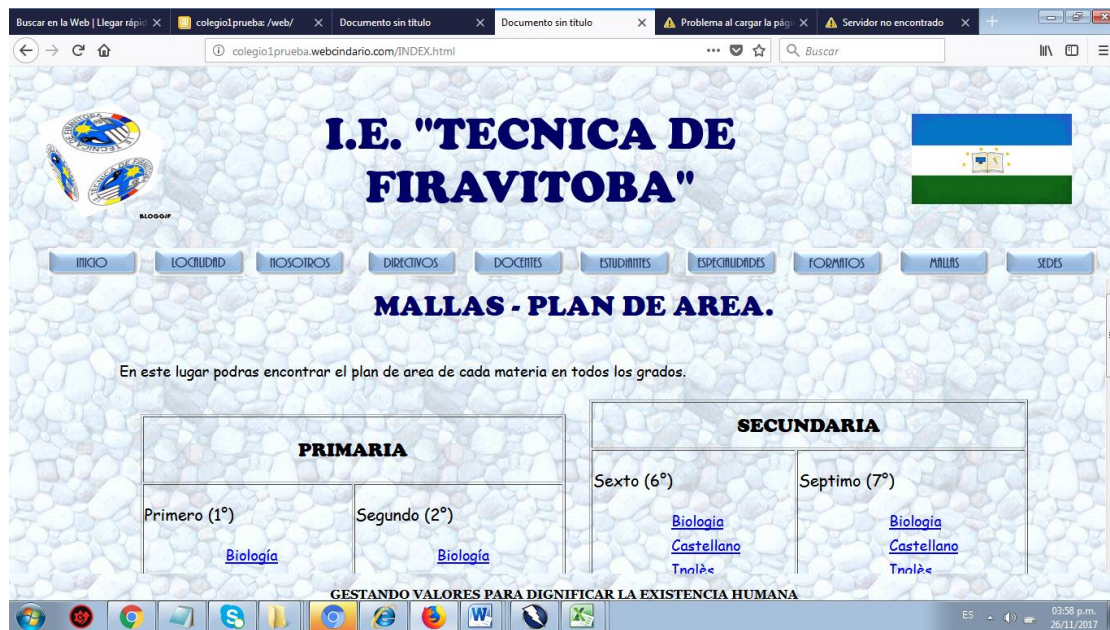 Buscar en la Web | Llegar rápid
colegio1prueba: /web/
Documento sin título
Documento sin título
Problema al cargar la pági
Servidor no encontrado
colegio1prueba.webcindario.com/INDEX.html
Buscar
I.E. "TECNICA DE
FIRAVITOBA"
BLOGGIF
INICIO
LOCALIDAD
NOSOTROS
DIRECTIVOS
DOCENTES
ESTUDIANTES
ESPECIALIDADES
FORMATOS
MALLAS
SEDES
MALLAS - PLAN DE AREA.
En este lugar podras encontrar el plan de area de cada materia en todos los grados.
PRIMARIA
Primero (1°)
Segundo (2°)
Biología
Biología
SECUNDARIA
Sexto (6°)
Septimo (7°)
Biologia
Biologia
Castellano
Castellano
Inglès
Inglès
GESTANDO VALORES PARA DIGNIFICAR LA EXISTENCIA HUMANA
ES
03:58 p.m.
26/11/2017